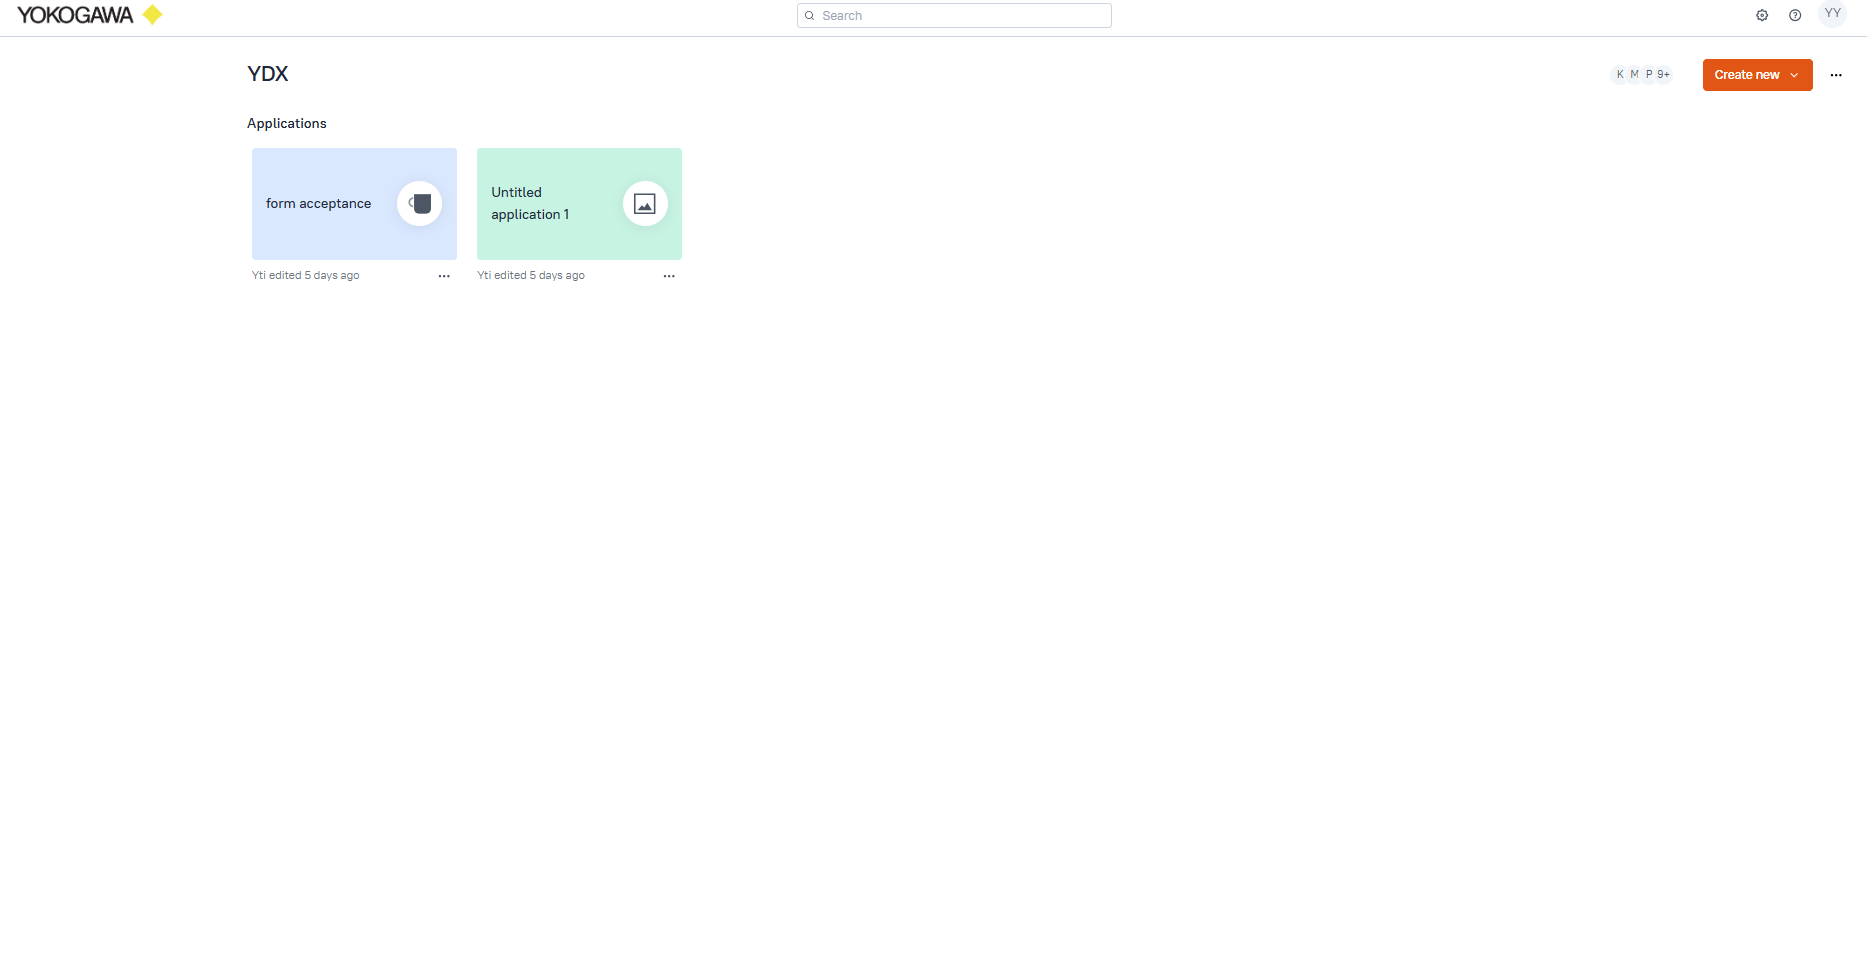 YOKOGAWA
Search
YY
YDX
K M P 9+
Create new
Applications
form acceptance
Untitled
application 1
Yti edited 5 days ago
Yti edited 5 days ago